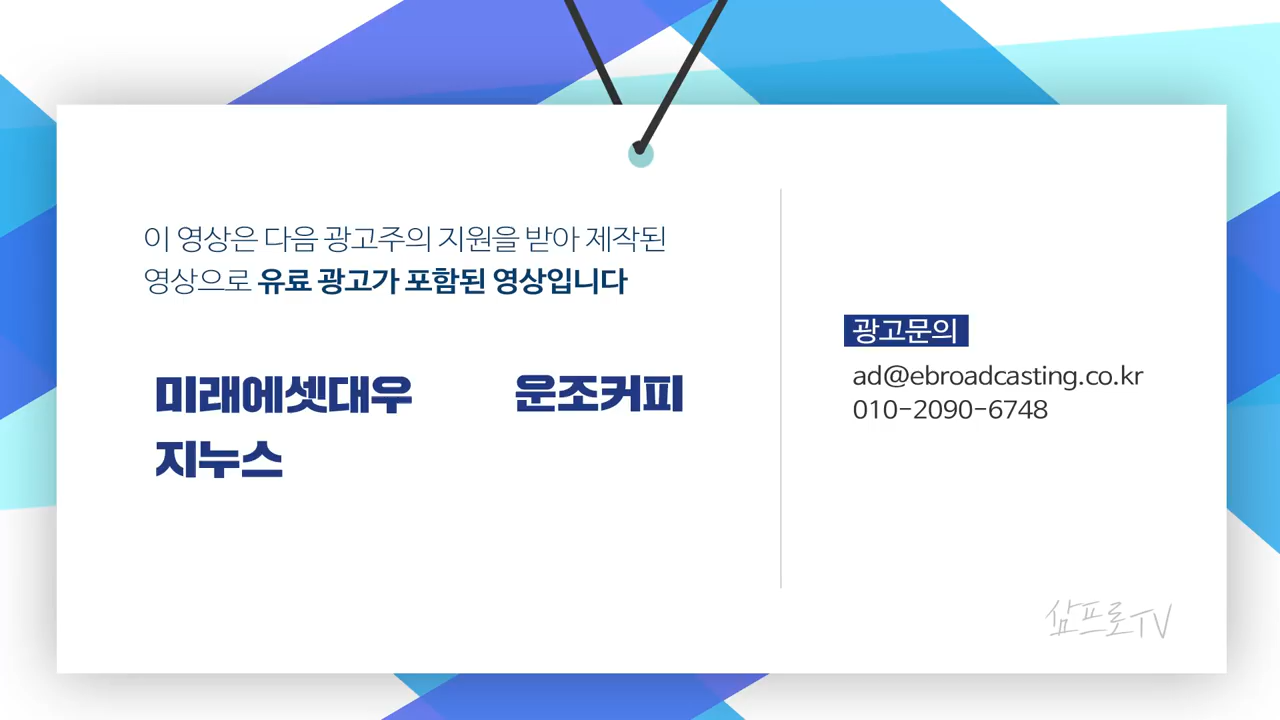 이 영상은 다음 광고주의 지원을 받아 제작된
영상으로 유료 광고가 포함된 영상입니다
미래에셋대우 운조커피
지누스
광고문의
ad@ebroadcasting.co.kr
010-2090-6748
삼프로TV